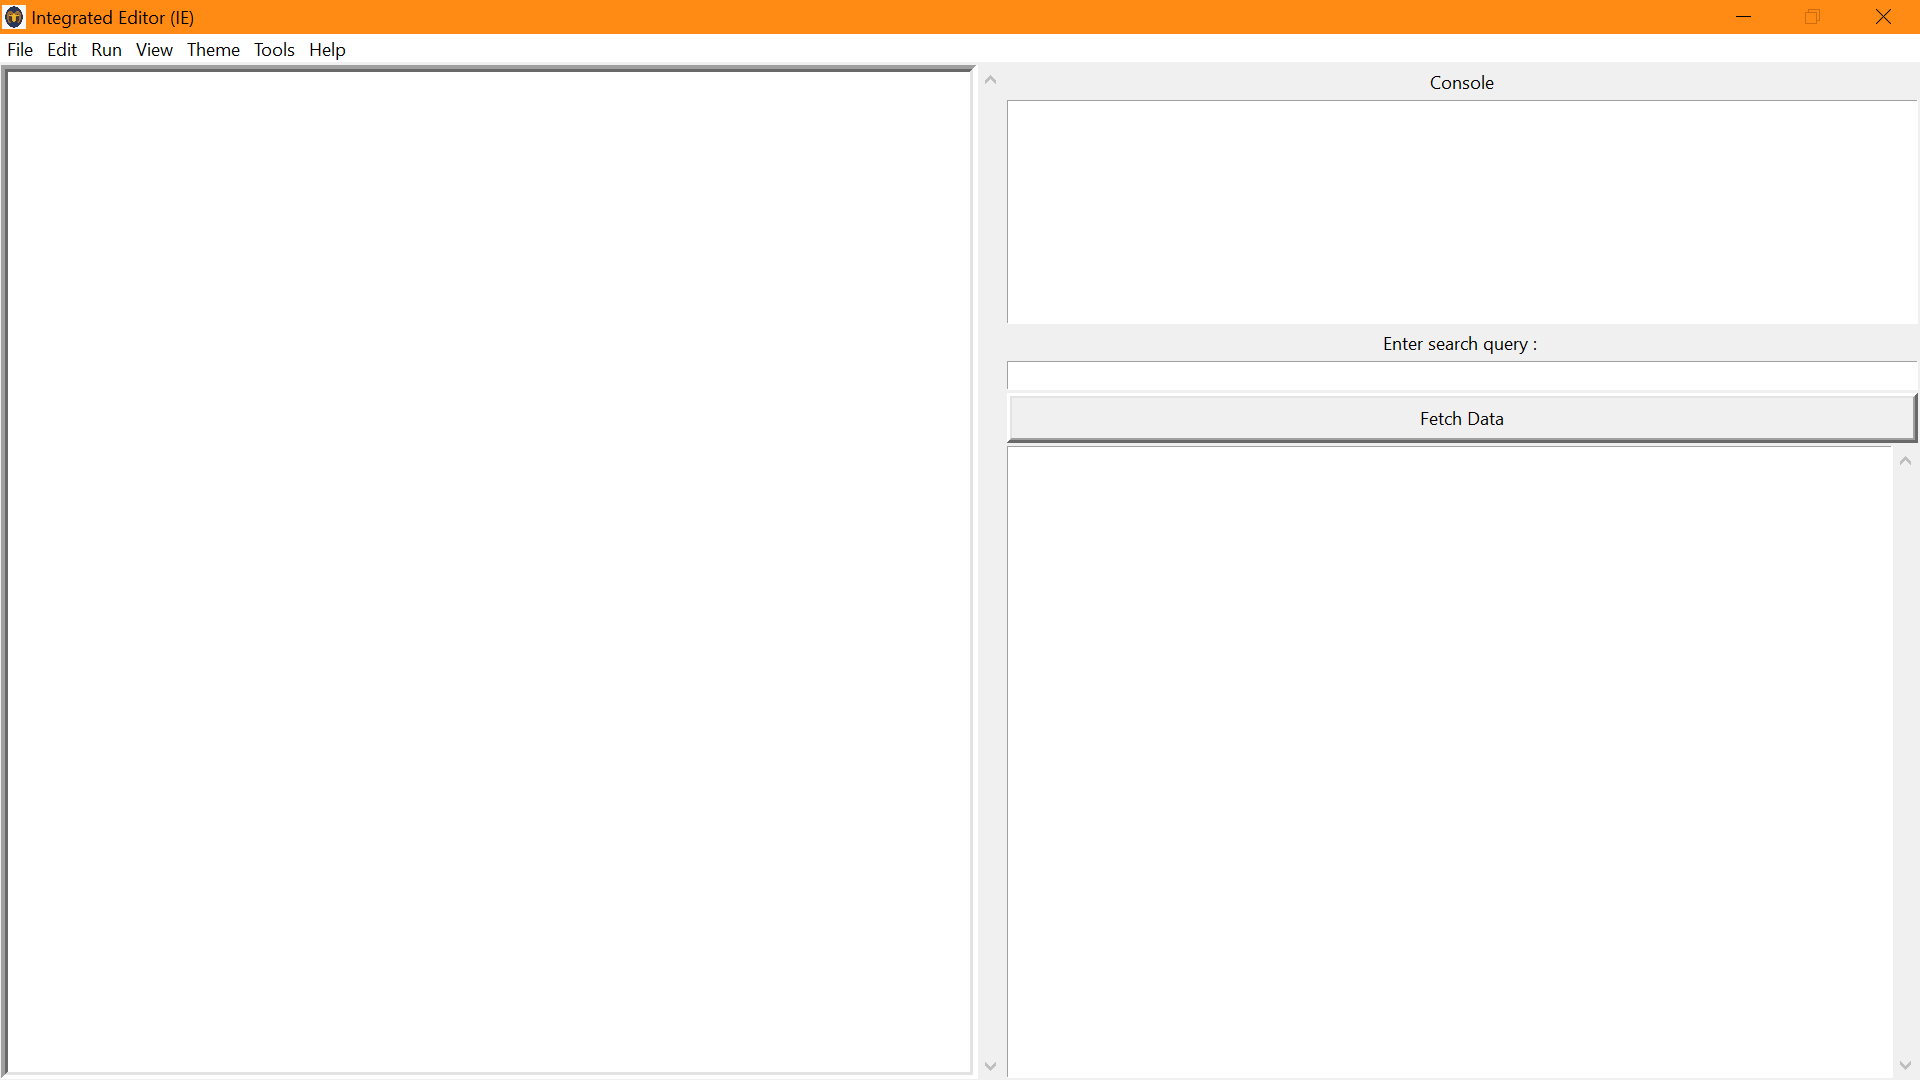 Integrated Editor (IE)
File Edit Run View Theme Tools Help
Console
Enter search query :
Fetch Data